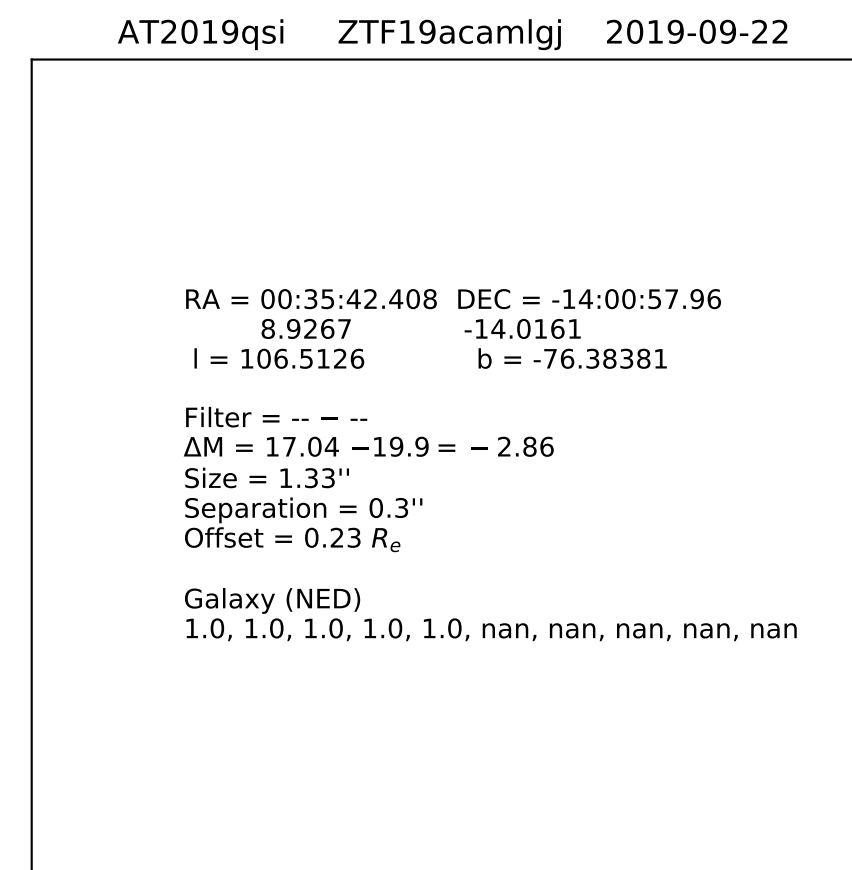 AT2019qsi ZTF19acamlgj 2019-09-22
RA = 00:35:42.408 DEC = -14:00:57.96
8.9267 -14.0161
l = 106.5126 b = -76.38381
Filter = -- − --
ΔM = 17.04 −19.9 = − 2.86
Size = 1.33''
Separation = 0.3''
Offset = 0.23 Re
Galaxy (NED)
1.0, 1.0, 1.0, 1.0, 1.0, nan, nan, nan, nan, nan